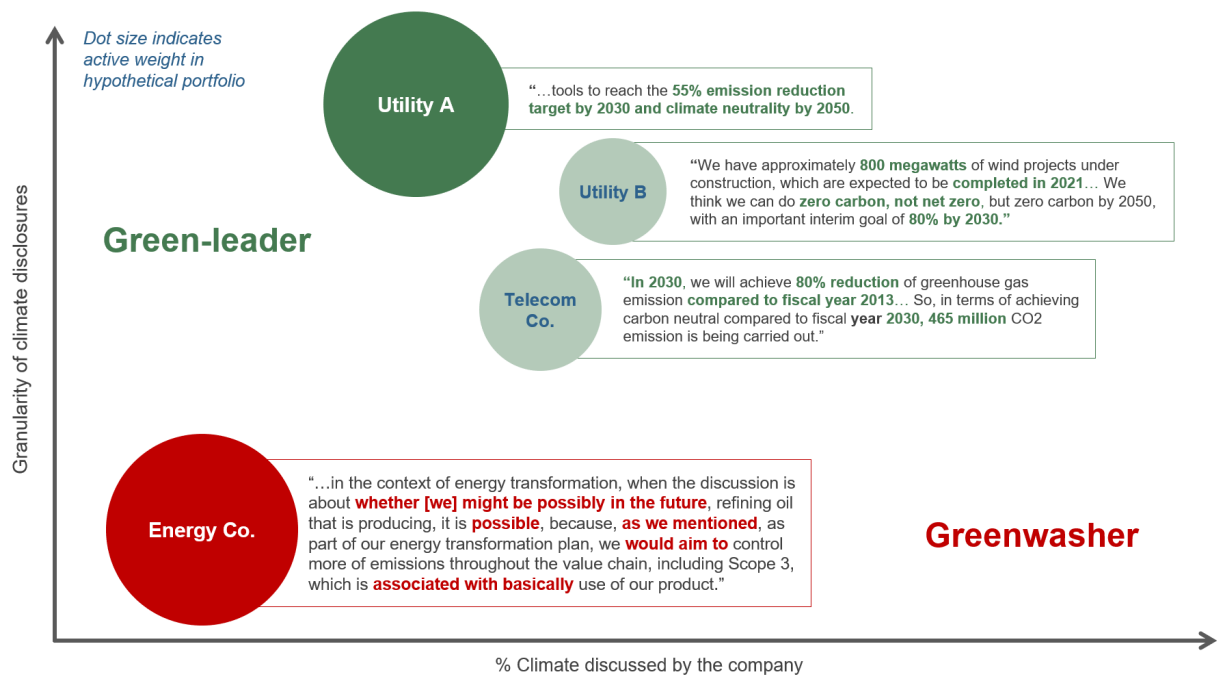 Dot size indicates
active weight in
hypothetical portfolio
Utility A
“…tools to reach the 55% emission reduction
target by 2030 and climate neutrality by 2050.
Utility B
“We have approximately 800 megawatts of wind projects under
construction, which are expected to be completed in 2021… We
think we can do zero carbon, not net zero, but zero carbon by 2050,
with an important interim goal of 80% by 2030.”
Green-leader
Telecom
Co.
“In 2030, we will achieve 80% reduction of greenhouse gas
emission compared to fiscal year 2013… So, in terms of achieving
carbon neutral compared to fiscal year 2030, 465 million CO2
emission is being carried out.”
Granularity of climate disclosures
Energy Co.
“…in the context of energy transformation, when the discussion is
about whether [we] might be possibly in the future, refining oil
that is producing, it is possible, because, as we mentioned, as
part of our energy transformation plan, we would aim to control
more of emissions throughout the value chain, including Scope 3,
which is associated with basically use of our product.”
Greenwasher
% Climate discussed by the company